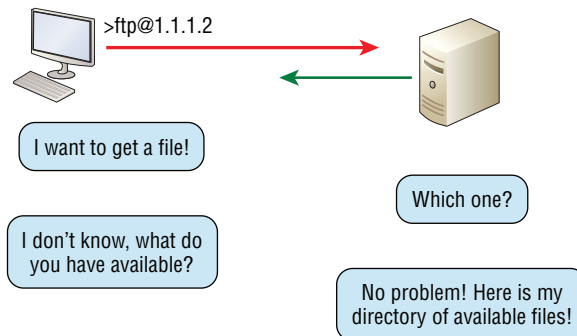 >ftp@1.1.1.2
I want to get a file!
Which one?
I don't know, what do
you have available?
No problem! Here is my
directory of available files!